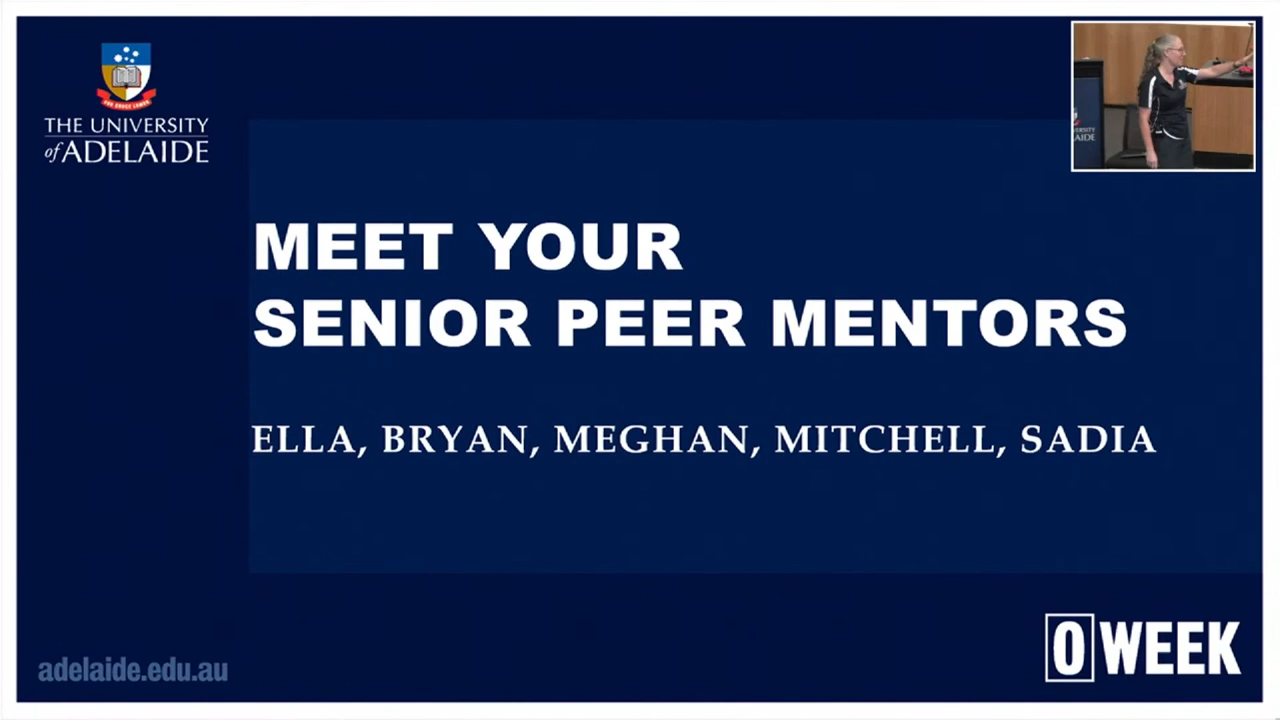 THE UNIVERSITY
of ADELAIDE
MEET YOUR
SENIOR PEER MENTORS
ELLA, BRYAN, MEGHAN, MITCHELL, SADIA
O WEEK
adelaide.edu.au